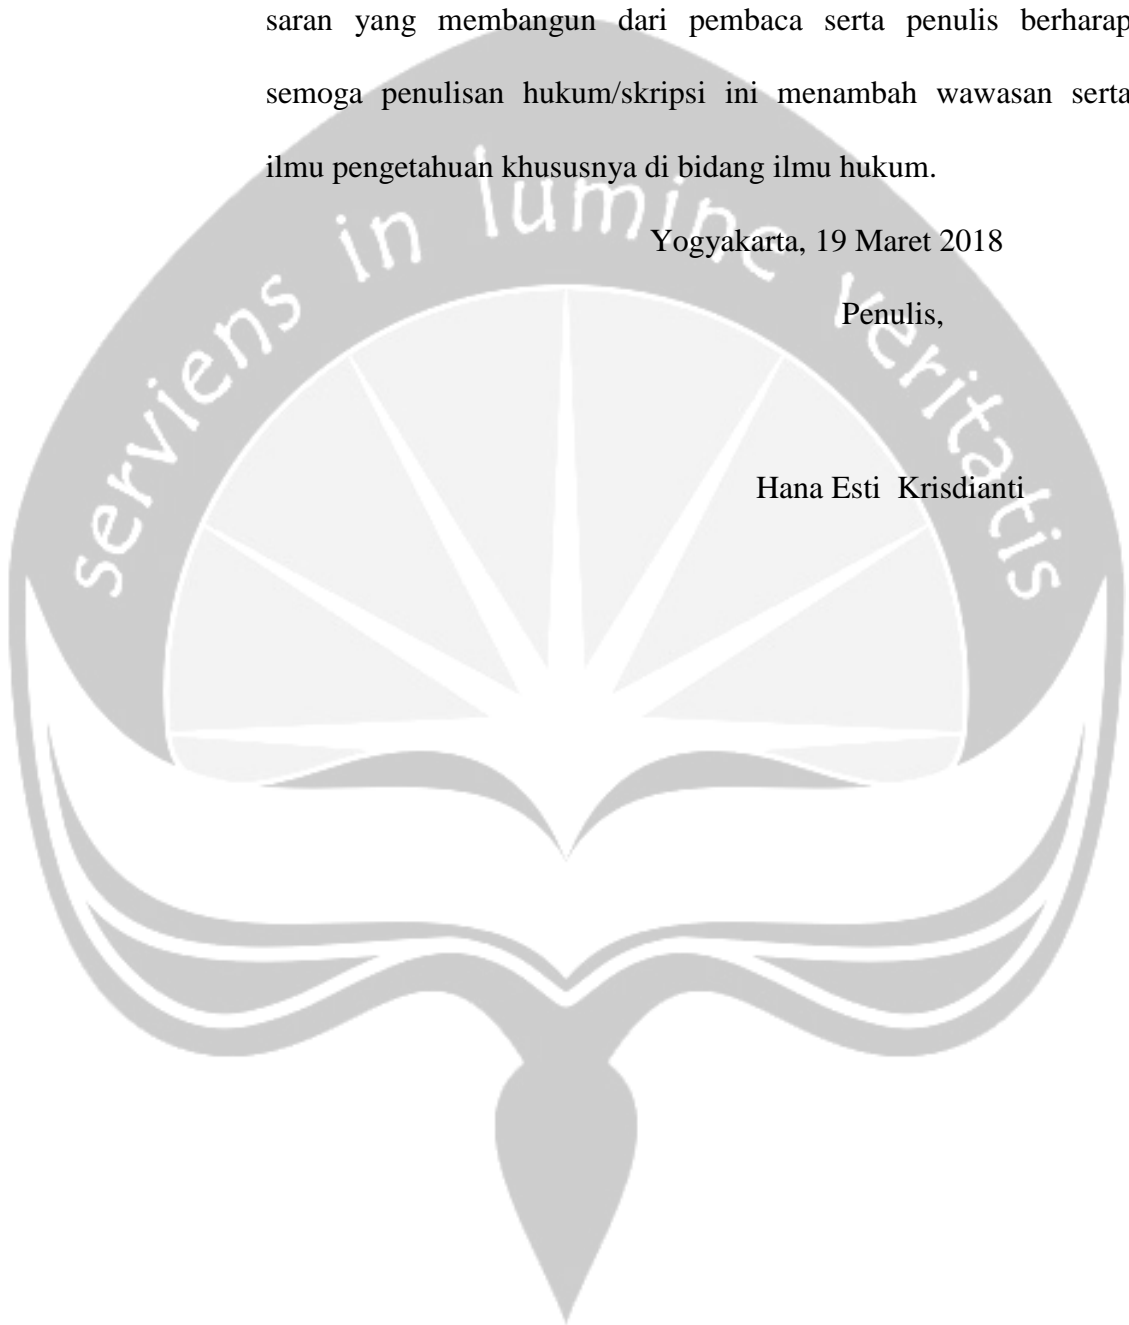 saran yang membangun dari pembaca serta penulis berharap
semoga penulisan hukum/skripsi ini menambah wawasan serta
ilmu pengetahuan khususnya di bidang ilmu hukum.
serviens in lumine veritatis
Yogyakarta, 19 Maret 2018
Penulis,
Hana Esti Krisdianti